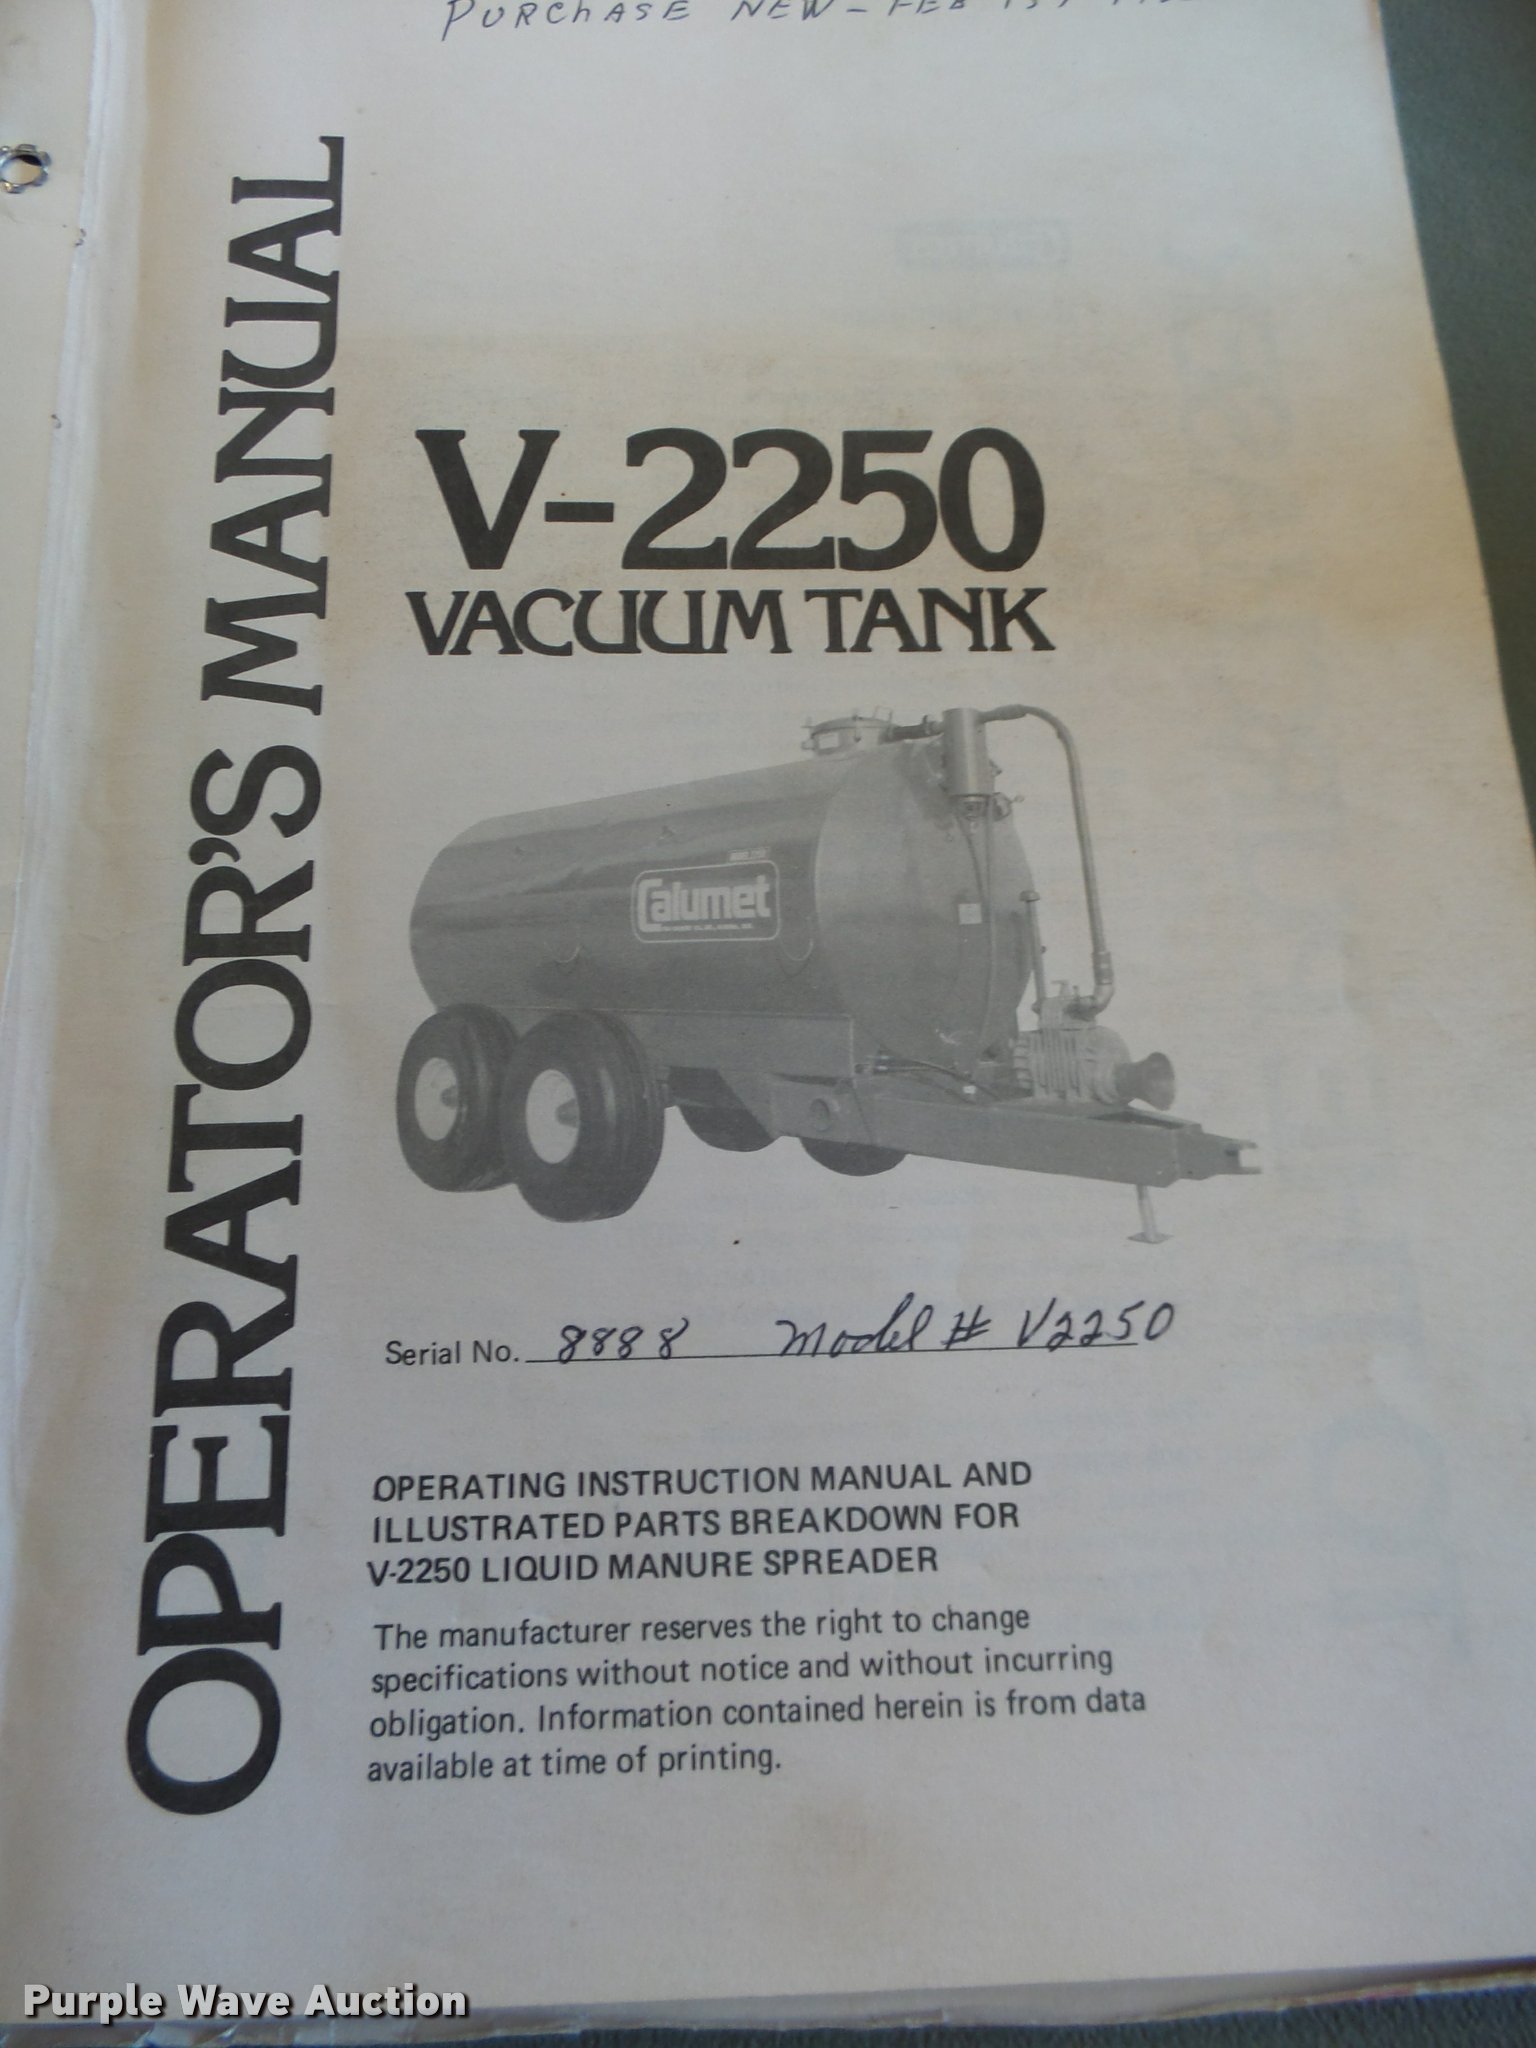 PURCHASE NEW – FEB
OPERATOR'S MANUAL
V-2250
VACUUM TANK
Calumet
Serial No. 8888 Model # V2250
OPERATING INSTRUCTION MANUAL AND
ILLUSTRATED PARTS BREAKDOWN FOR
V-2250 LIQUID MANURE SPREADER
The manufacturer reserves the right to change
specifications without notice and without incurring
obligation. Information contained herein is from data
available at time of printing.
Purple Wave Auction